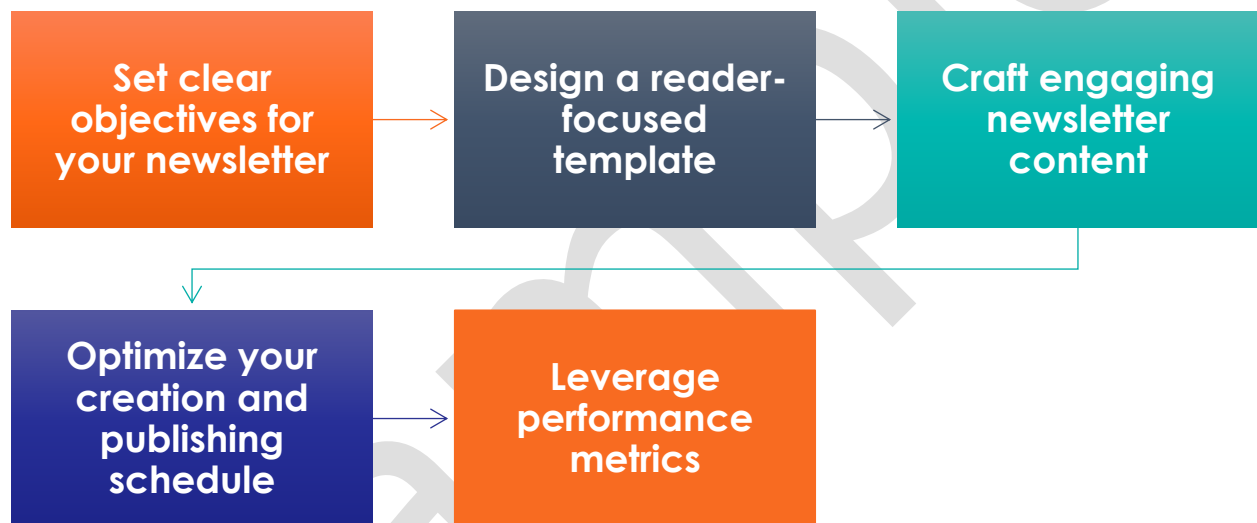 Set clear
objectives for
your newsletter
Design a reader-
focused
template
Craft engaging
newsletter
content
Optimize your
creation and
publishing
schedule
Leverage
performance
metrics